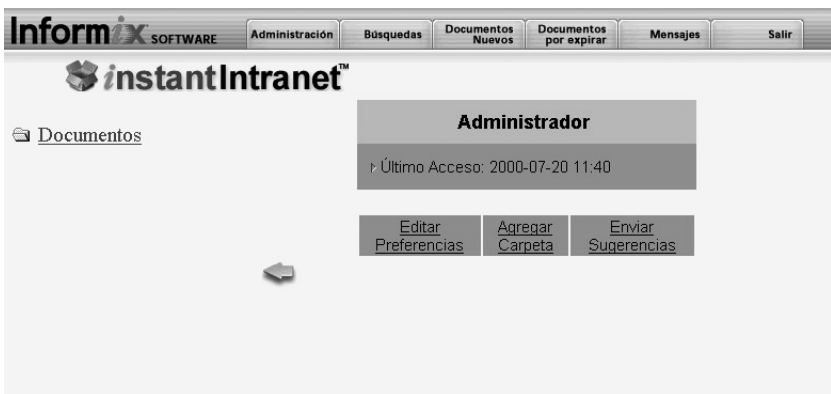 Informix SOFTWARE
Administración
Búsquedas
Documentos
Nuevos
Documentos
por expirar
Mensajes
Salir
instantIntranet™
Documentos
Administrador
Último Acceso: 2000-07-20 11:40
Editar
Preferencias
Agregar
Carpeta
Enviar
Sugerencias